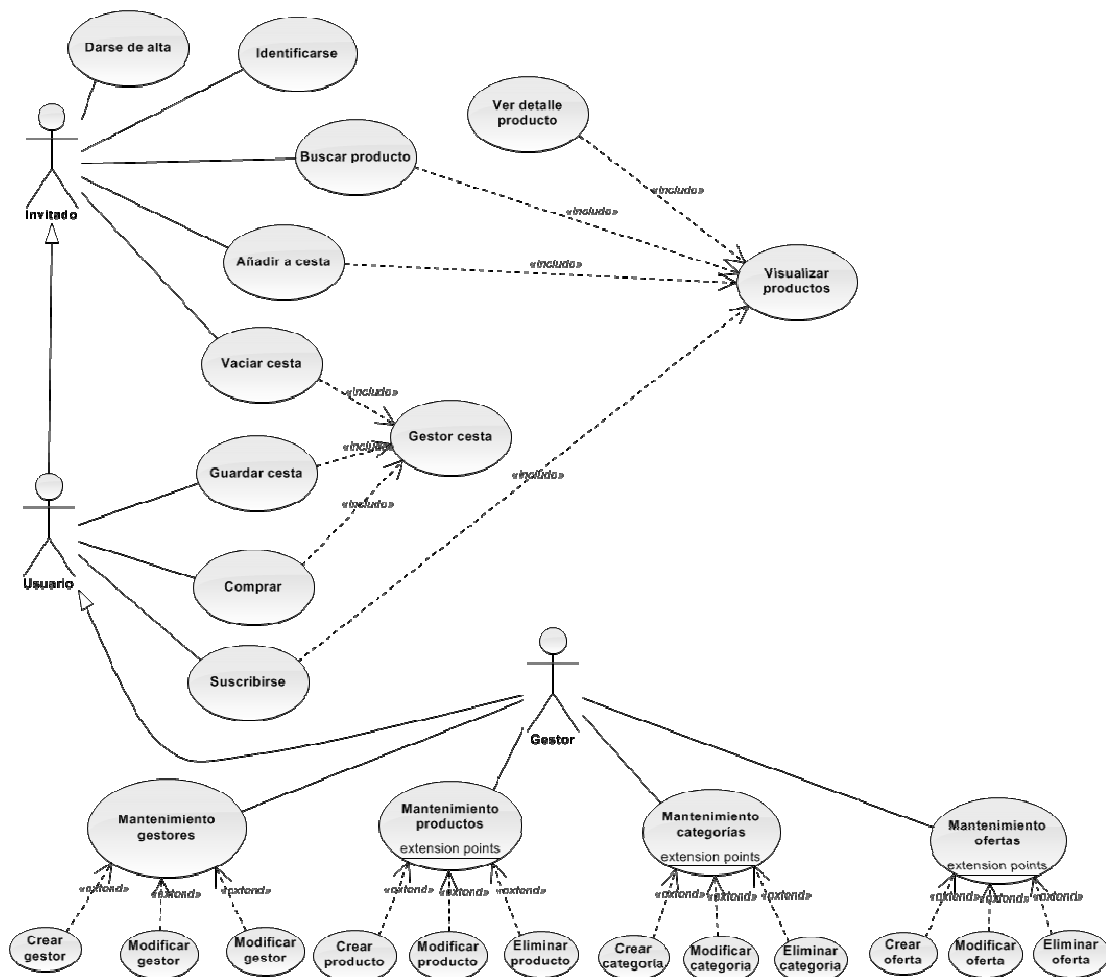 Darse de alta
Identificarse
Ver detalle
producto
Buscar producto
«include»
«include»
Invitado
Añadir a cesta
«include»
Visualizar
productos
Vaciar cesta
«include»
Gestor cesta
«include»
Guardar cesta
«include»
«include»
Usuario
Comprar
Suscribirse
Gestor
Mantenimiento
gestores
Mantenimiento
productos
extension points
Mantenimiento
categorías
extension points
Mantenimiento
ofertas
extension points
«extend»
«extend»
«extend»
«extend»
«extend»
«extend»
«extend»
«extend»
«extend»
«extend»
«extend»
«extend»
Crear
gestor
Modificar
gestor
Modificar
gestor
Crear
producto
Modificar
producto
Eliminar
producto
Crear
categoria
Modificar
categoria
Eliminar
categoria
Crear
oferta
Modificar
oferta
Eliminar
oferta